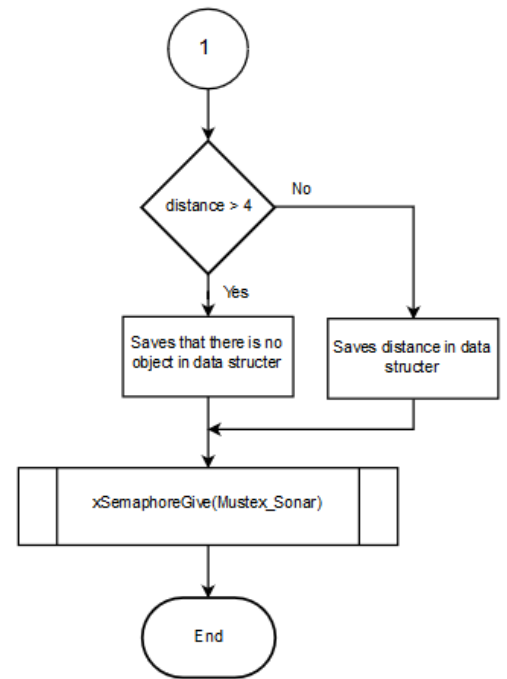 1
distance > 4
No
Yes
Saves that there is no
object in data structer
Saves distance in data
structer
xSemaphoreGive(Mustex_Sonar)
End